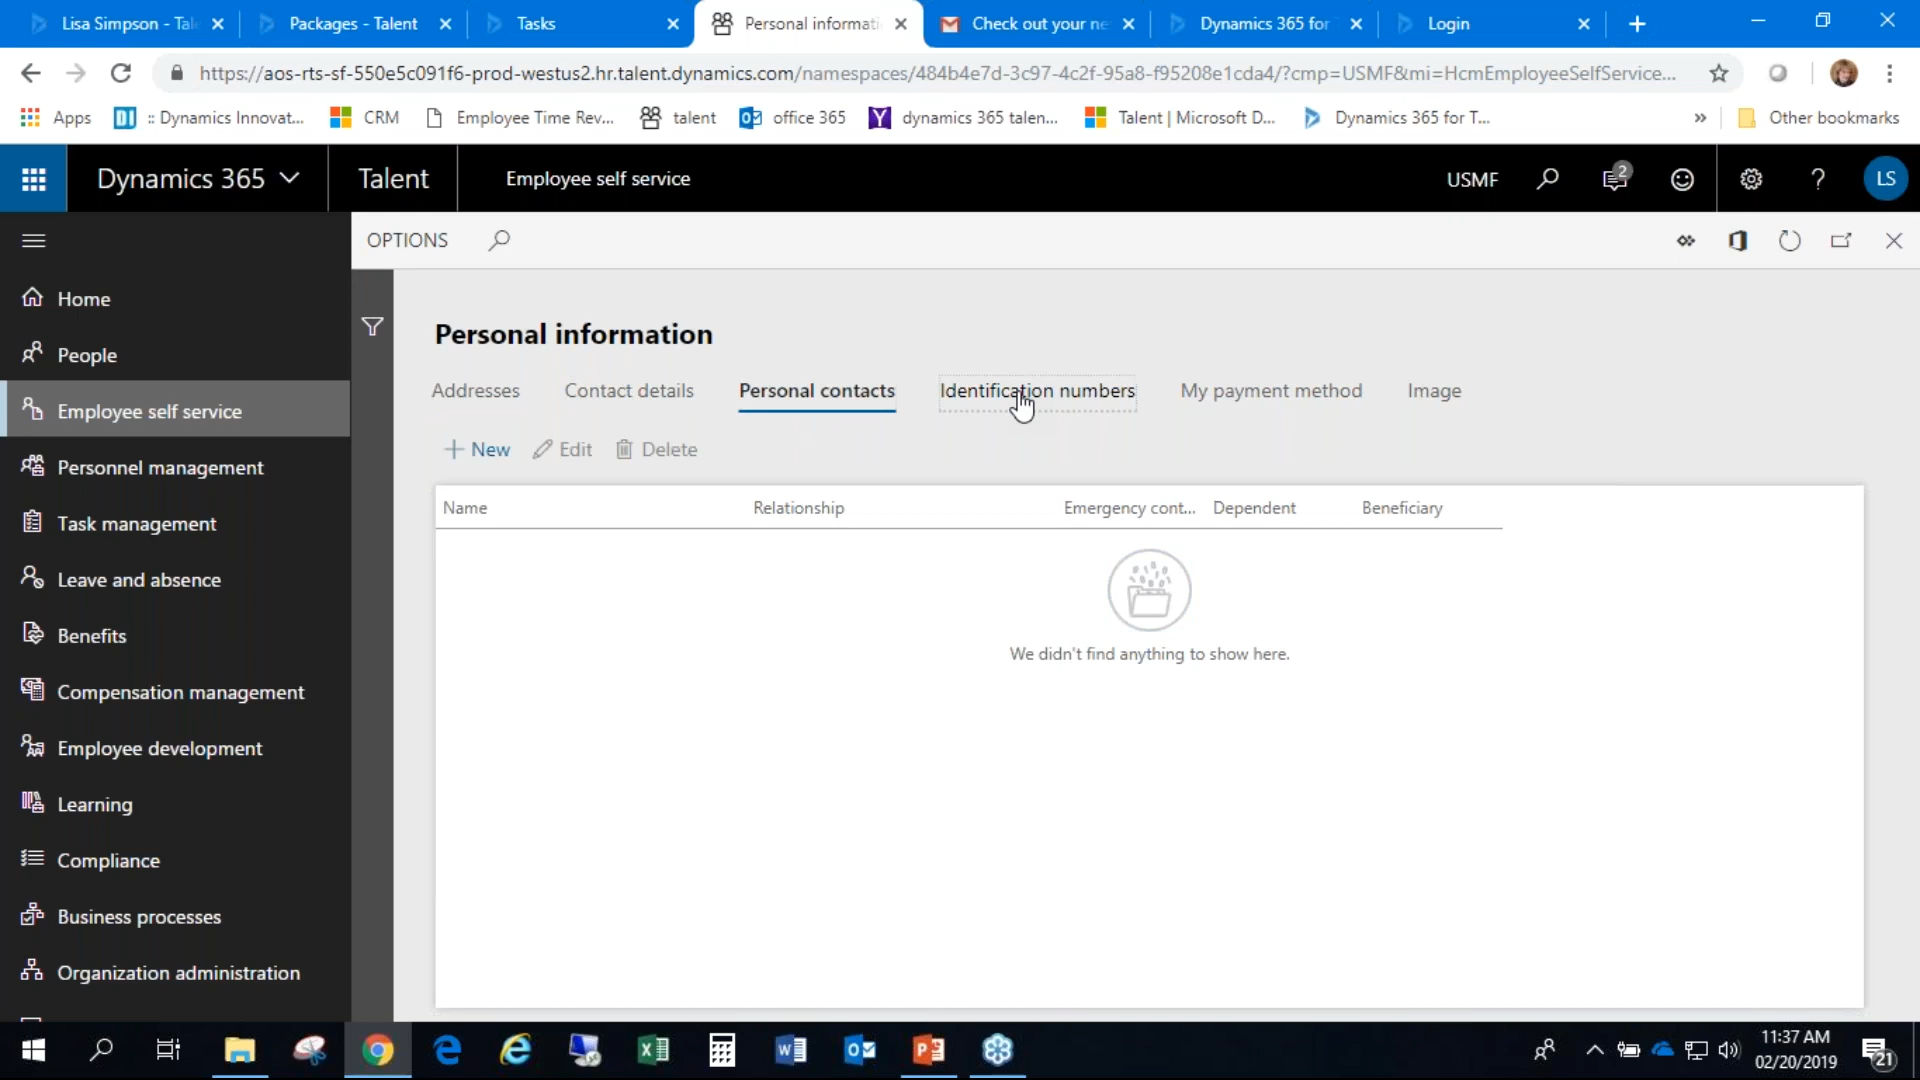 Lisa Simpson - Tal
Packages - Talent
Tasks
Personal informati
Check out your ne
Dynamics 365 for
Login
https://aos-rts-sf-550e5c091f6-prod-westus2.hr.talent.dynamics.com/namespaces/484b4e7d-3c97-4c2f-95a8-f95208e1cda4/?cmp=USMF&mi=HcmEmployeeSelfService...
Apps
:: Dynamics Innovat...
CRM
Employee Time Rev...
talent
office 365
dynamics 365 talen...
Talent | Microsoft D...
Dynamics 365 for T...
»
Other bookmarks
Dynamics 365
Talent
Employee self service
USMF
2
?
LS
OPTIONS
Home
People
Employee self service
Personnel management
Task management
Leave and absence
Benefits
Compensation management
Employee development
Learning
Compliance
Business processes
Organization administration
Personal information
Addresses
Contact details
Personal contacts
Identification numbers
My payment method
Image
+ New
Edit
Delete
Name
Relationship
Emergency cont...
Dependent
Beneficiary
We didn't find anything to show here.
11:37 AM
02/20/2019
21